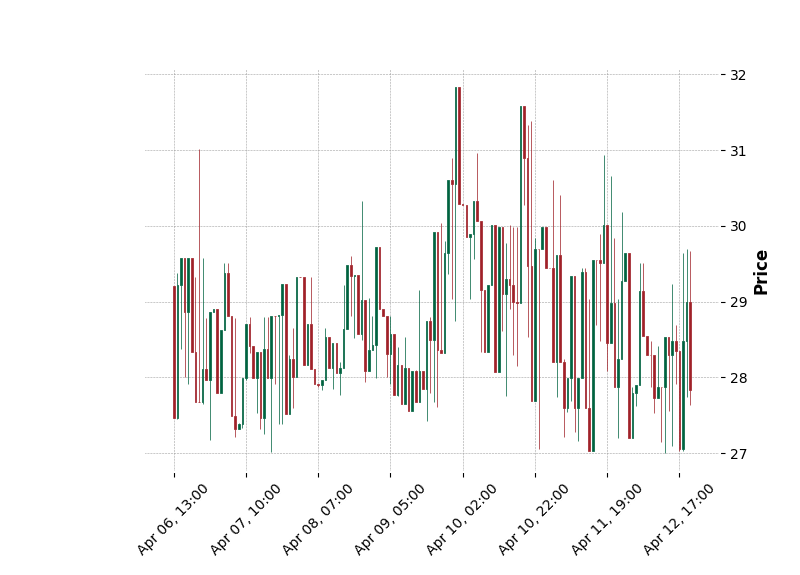 32
31
30
29
28
27
Price
Apr 06, 13:00
Apr 07, 10:00
Apr 08, 07:00
Apr 09, 05:00
Apr 10, 02:00
Apr 10, 22:00
Apr 11, 19:00
Apr 12, 17:00